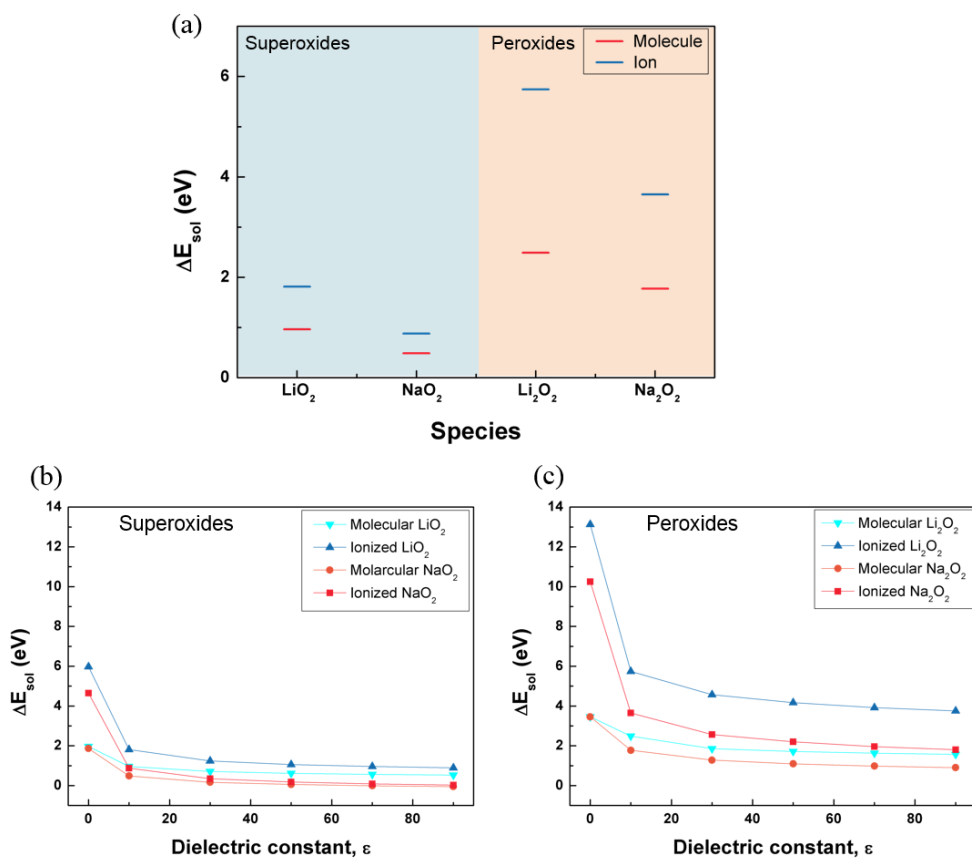 (a)
Superoxides
Peroxides
Molecule
Ion
6
4
2
0
ΔE_sol (eV)
LiO₂
NaO₂
Li₂O₂
Na₂O₂
Species
(b)
Superoxides
Molecular LiO₂
Ionized LiO₂
Molarcular NaO₂
Ionized NaO₂
14
12
10
8
6
4
2
0
ΔE_sol (eV)
0 20 40 60 80
Dielectric constant, ε
(c)
Peroxides
Molecular Li₂O₂
Ionized Li₂O₂
Molecular Na₂O₂
Ionized Na₂O₂
14
12
10
8
6
4
2
0
ΔE_sol (eV)
0 20 40 60 80
Dielectric constant, ε